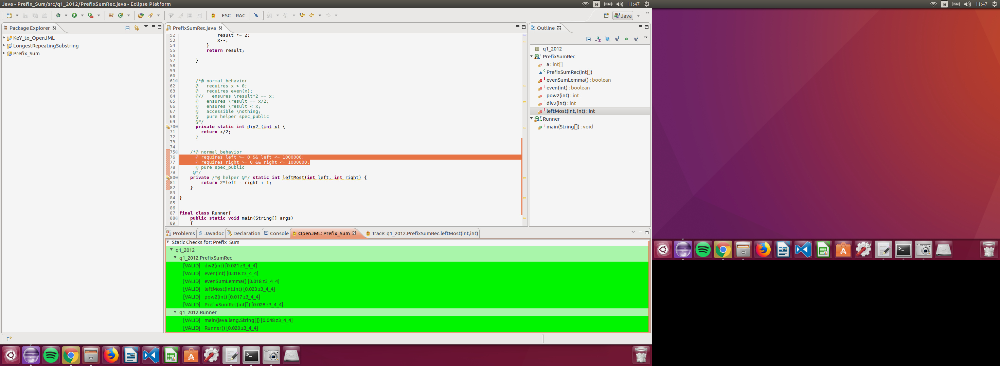 Java - Prefix_Sum/src/q1_2012/PrefixSumRec.java - Eclipse Platform
Ie
11:47
Ie
11:47
ESC RAC
Java
Package Explorer
KeY_to_OpenJML
LongestRepeatingSubstring
Prefix_Sum
PrefixSumRec.java
52 result *= 2;
53 x--;
54 }
55 return result;
56
57 }
58
59
60
61 /*@ normal_behavior
62 @ requires x > 0;
63 @ requires even(x);
64 @// ensures \result*2 == x;
65 @ ensures \result == x/2;
66 @ ensures \result < x;
67 @ accessible \nothing;
68 @ pure helper spec_public
69 @*/
70 private static int div2 (int x) {
71 return x/2;
72 }
73
74
75 /*@ normal_behavior
76 @ requires left >= 0 && left <= 1000000;
77 @ requires right >= 0 && right <= 1000000;
78 @ pure spec_public
79 @*/
80 private /*@ helper @*/ static int leftMost(int left, int right) {
81 return 2*left - right + 1;
82 }
83
84 }
85
86
87 final class Runner{
88 public static void main(String[] args)
89 {
Outline
q1_2012
PrefixSumRec
a : int[]
PrefixSumRec(int[])
evenSumLemma() : boolean
even(int) : boolean
pow2(int) : int
div2(int) : int
leftMost(int, int) : int
Runner
main(String[]) : void
Problems
@ Javadoc
Declaration
Console
OpenJML: Prefix_Sum
Trace: q1_2012.PrefixSumRec.leftMost(int,int)
Static Checks for: Prefix_Sum
q1_2012
q1_2012.PrefixSumRec
[VALID] div2(int) [0.021 z3_4_4]
[VALID] even(int) [0.018 z3_4_4]
[VALID] evenSumLemma() [0.018 z3_4_4]
[VALID] leftMost(int,int) [0.023 z3_4_4]
[VALID] pow2(int) [0.017 z3_4_4]
[VALID] PrefixSumRec(int[]) [0.028 z3_4_4]
q1_2012.Runner
[VALID] main(java.lang.String[]) [0.048 z3_4_4]
[VALID] Runner() [0.020 z3_4_4]